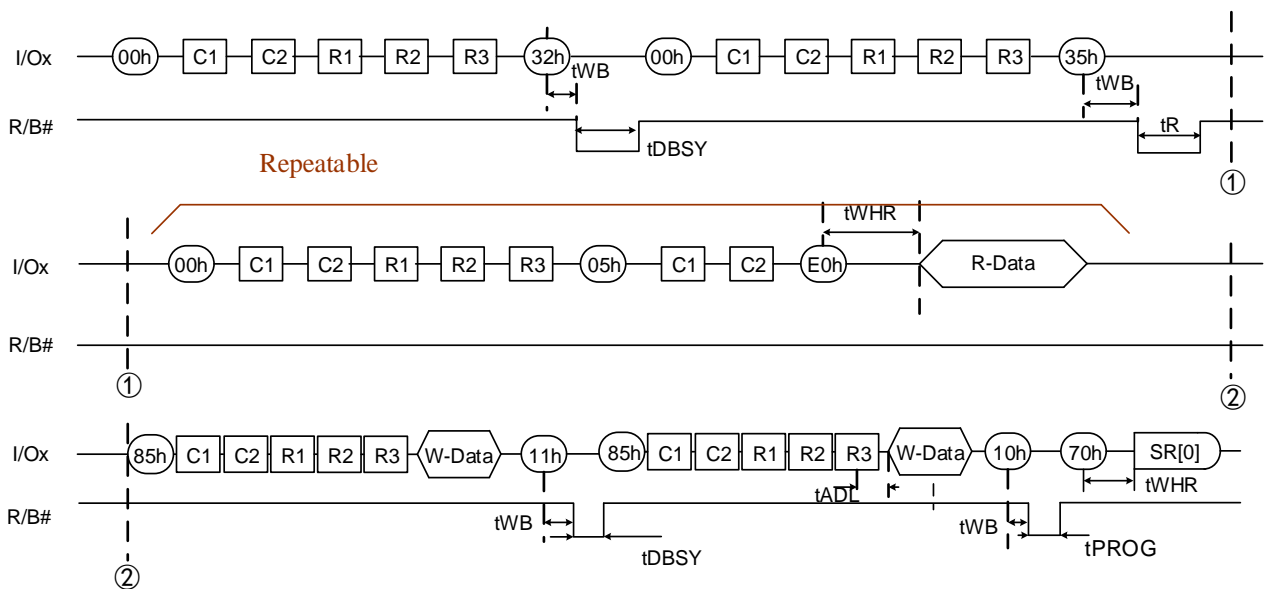 I/Ox 00h C1 C2 R1 R2 R3 32h 00h C1 C2 R1 R2 R3 35h
tWB tWB
R/B# tDBSY tR
Repeatable
①
tWHR
I/Ox 00h C1 C2 R1 R2 R3 05h C1 C2 E0h R-Data
R/B#
① ②
I/Ox 85h C1 C2 R1 R2 R3 W-Data 11h 85h C1 C2 R1 R2 R3 W-Data 10h 70h SR[0]
tADL tWHR
R/B# tWB tDBSY tWB tPROG
②